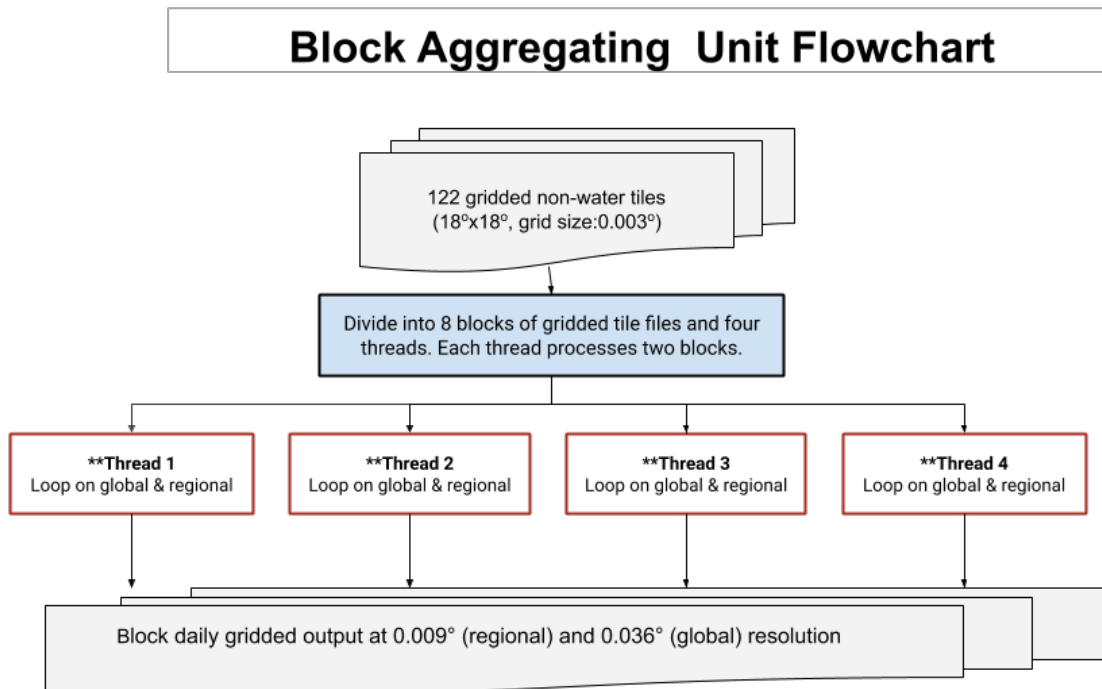 Block Aggregating  Unit Flowchart
122 gridded non-water tiles
(18ºx18º, grid size:0.003º)
Divide into 8 blocks of gridded tile files and four
threads. Each thread processes two blocks.
**Thread 1
Loop on global & regional
**Thread 2
Loop on global & regional
**Thread 3
Loop on global & regional
**Thread 4
Loop on global & regional
Block daily gridded output at 0.009° (regional) and 0.036° (global) resolution